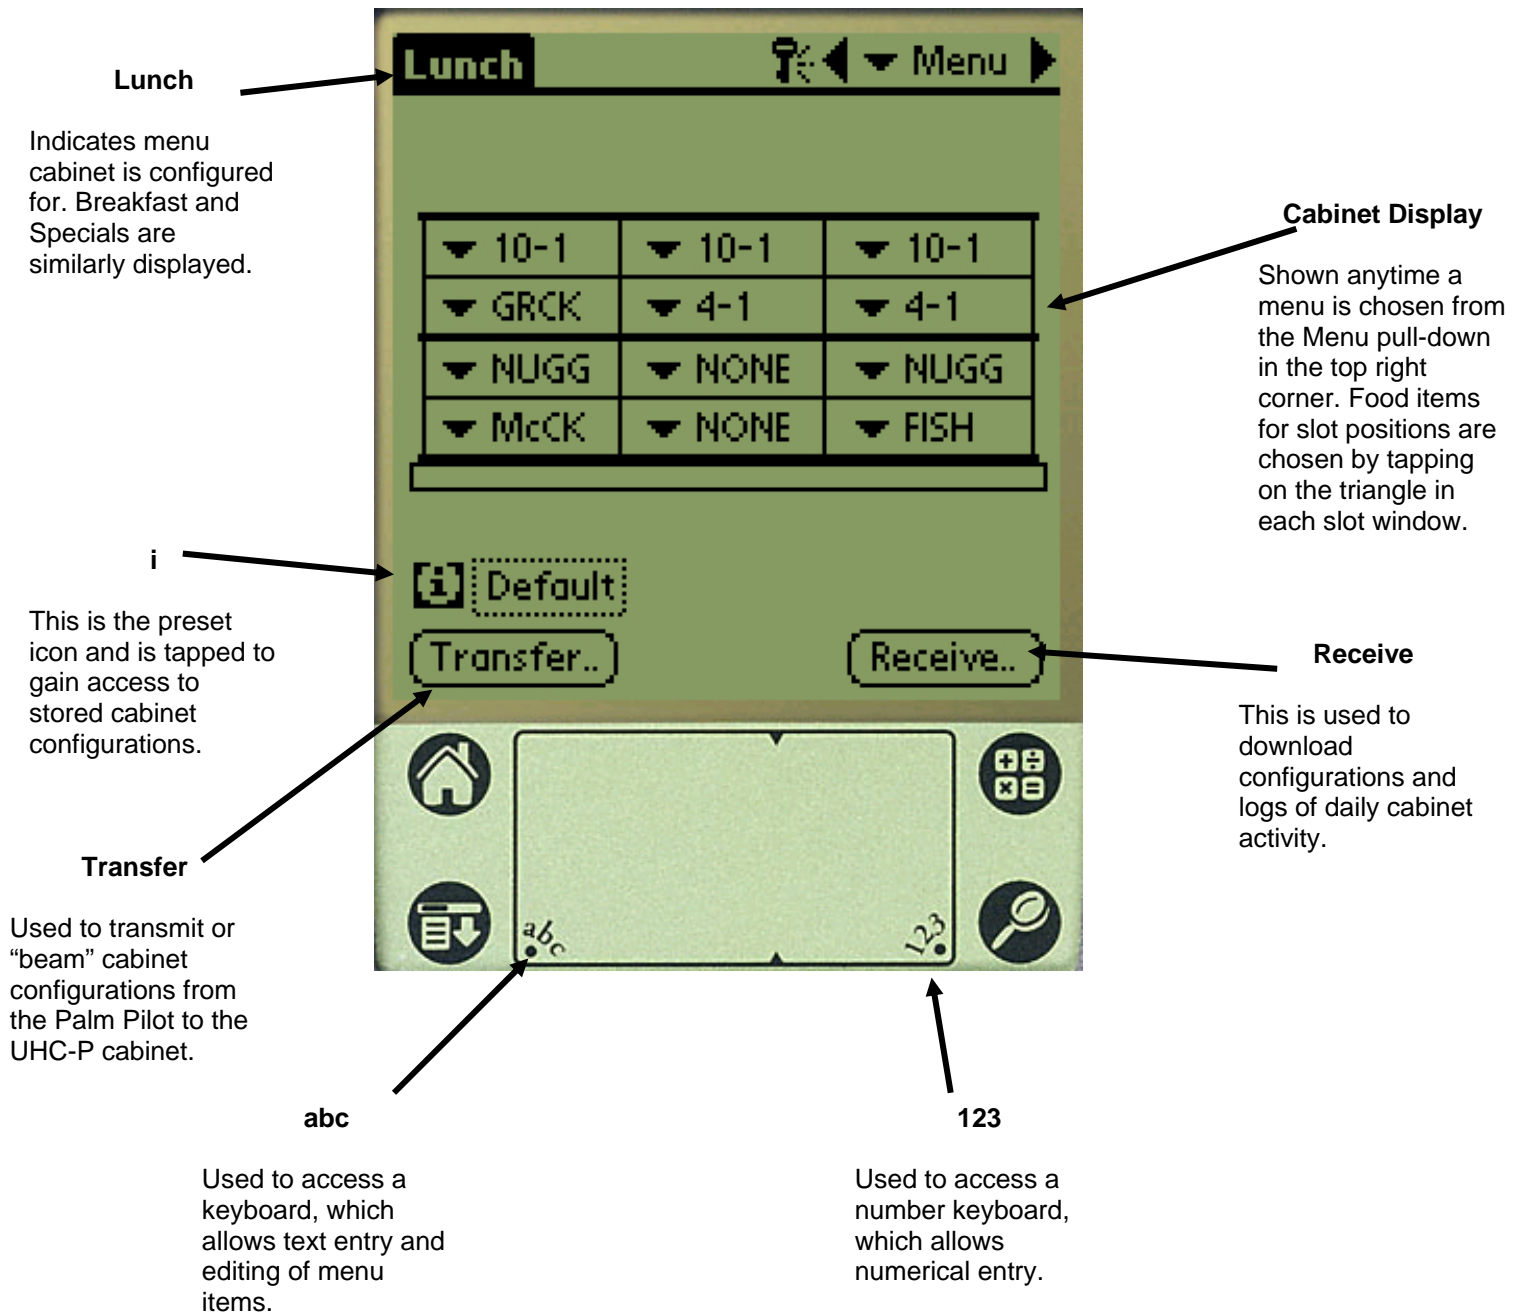 Lunch
Indicates menu
cabinet is configured
for. Breakfast and
Specials are
similarly displayed.
i
This is the preset
icon and is tapped to
gain access to
stored cabinet
configurations.
Transfer
Used to transmit or
“beam” cabinet
configurations from
the Palm Pilot to the
UHC-P cabinet.
Lunch
Menu
10-1 10-1 10-1
GRCK 4-1 4-1
NUGG NONE NUGG
McCK NONE FISH
i Default
Transfer.. Receive..
abc 123
Cabinet Display
Shown anytime a
menu is chosen from
the Menu pull-down
in the top right
corner. Food items
for slot positions are
chosen by tapping
on the triangle in
each slot window.
Receive
This is used to
download
configurations and
logs of daily cabinet
activity.
abc
Used to access a
keyboard, which
allows text entry and
editing of menu
items.
123
Used to access a
number keyboard,
which allows
numerical entry.